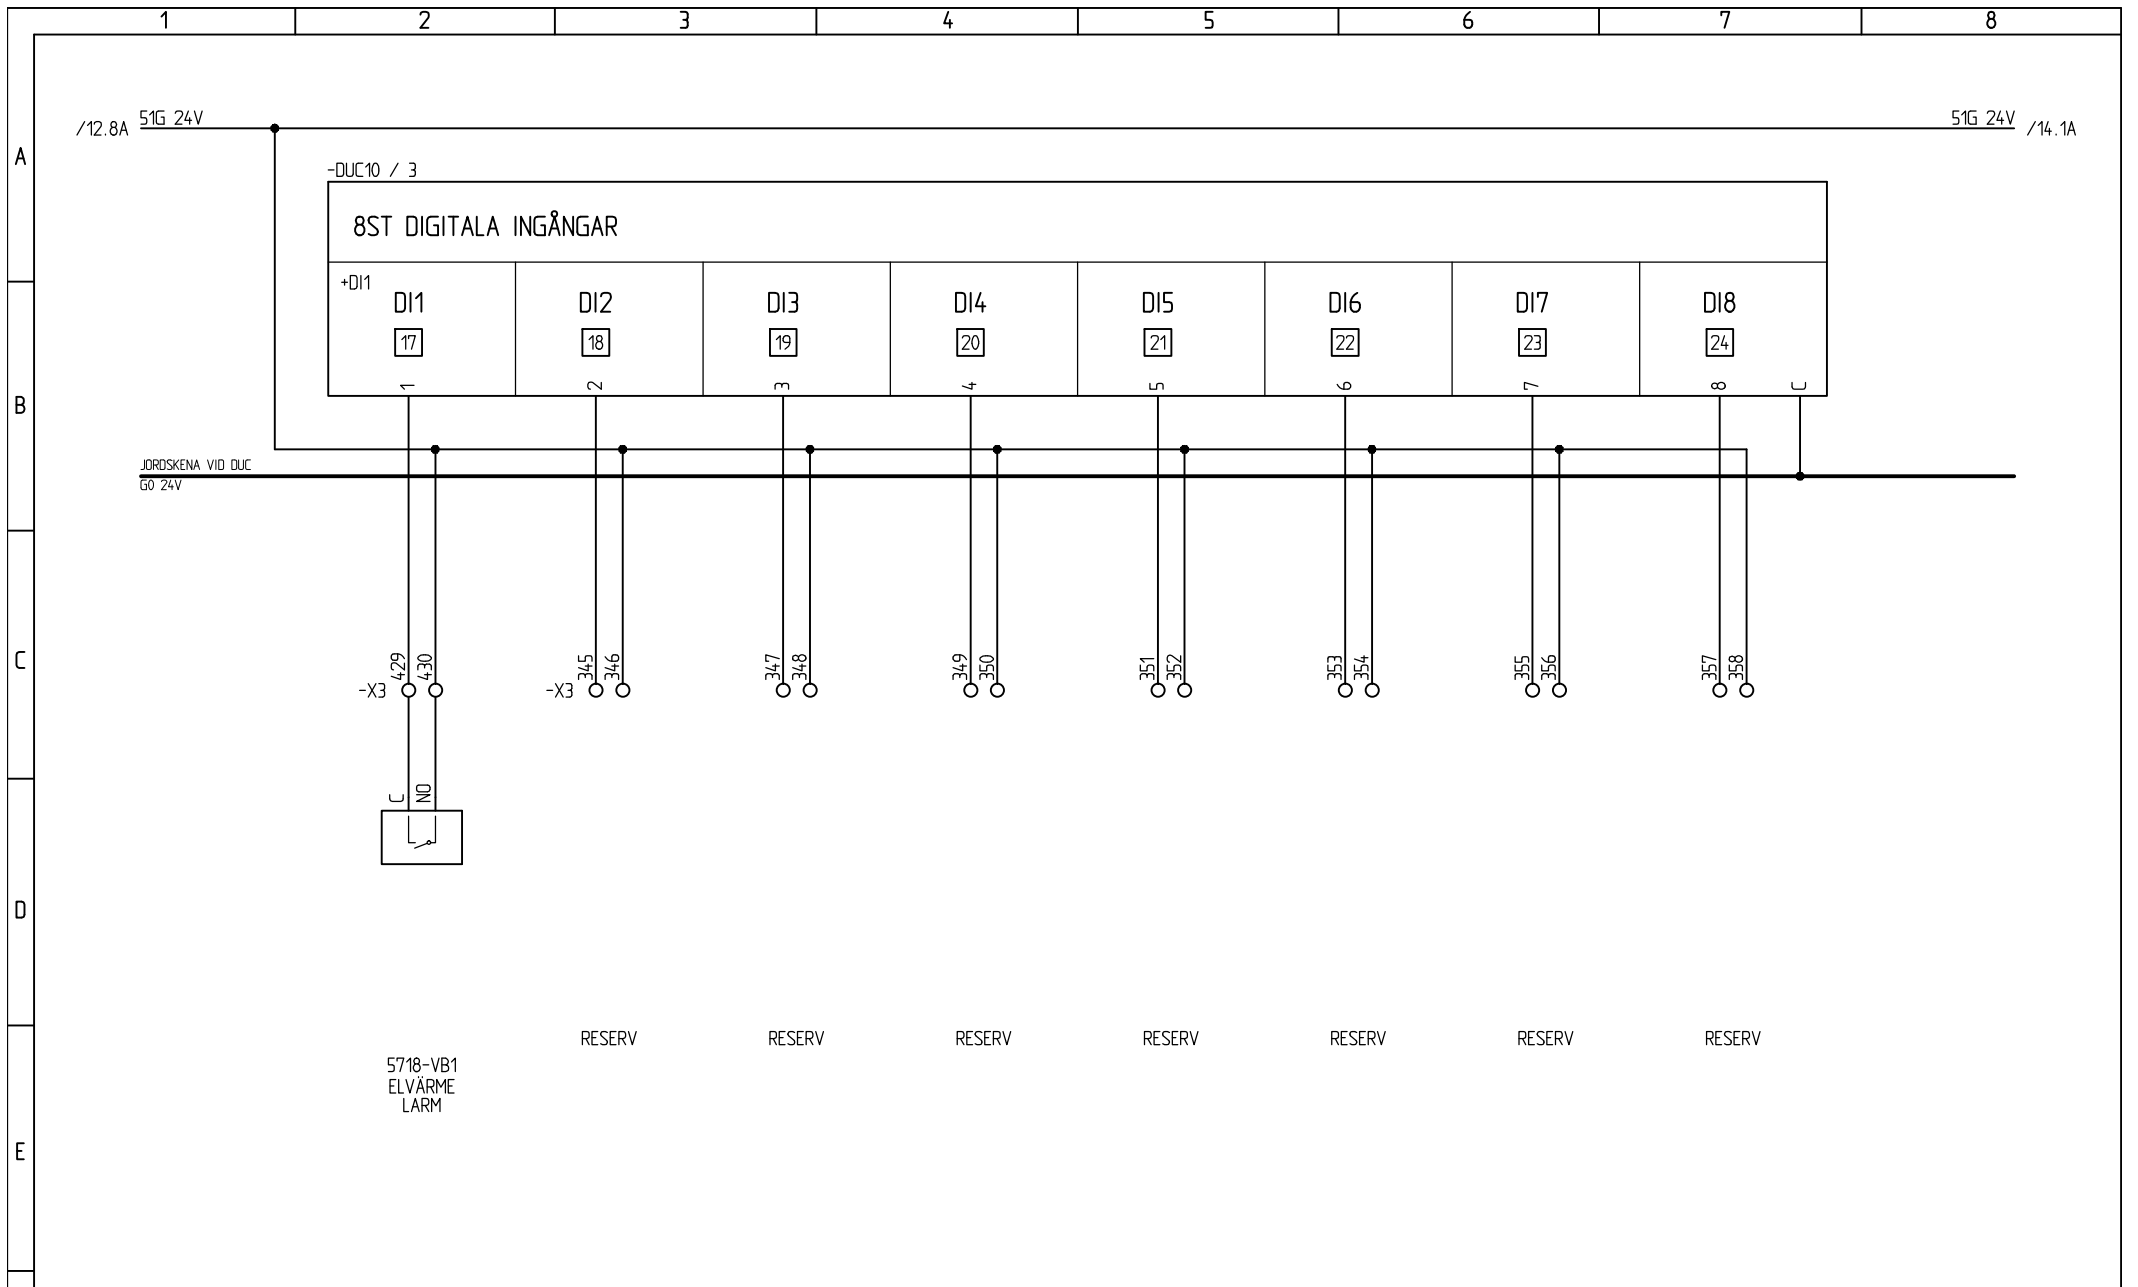 1 2 3 4 5 6 7 8
51G 24V 51G 24V
/12.8A /14.1A
A
-DUC10 / 3
8ST DIGITALA INGÅNGAR
+DI1
DI1 DI2 DI3 DI4 DI5 DI6 DI7 DI8
17 18 19 20 21 22 23 24
1 2 3 4 5 6 7 8 C
B
JORDSKENA VID DUC
G0 24V
C
429 430 345 346 347 348 349 350 351 352 353 354 355 356 357 358
-X3 -X3
C NO
D
RESERV RESERV RESERV RESERV RESERV RESERV RESERV
5718-VB1
ELVÄRME
LARM
E